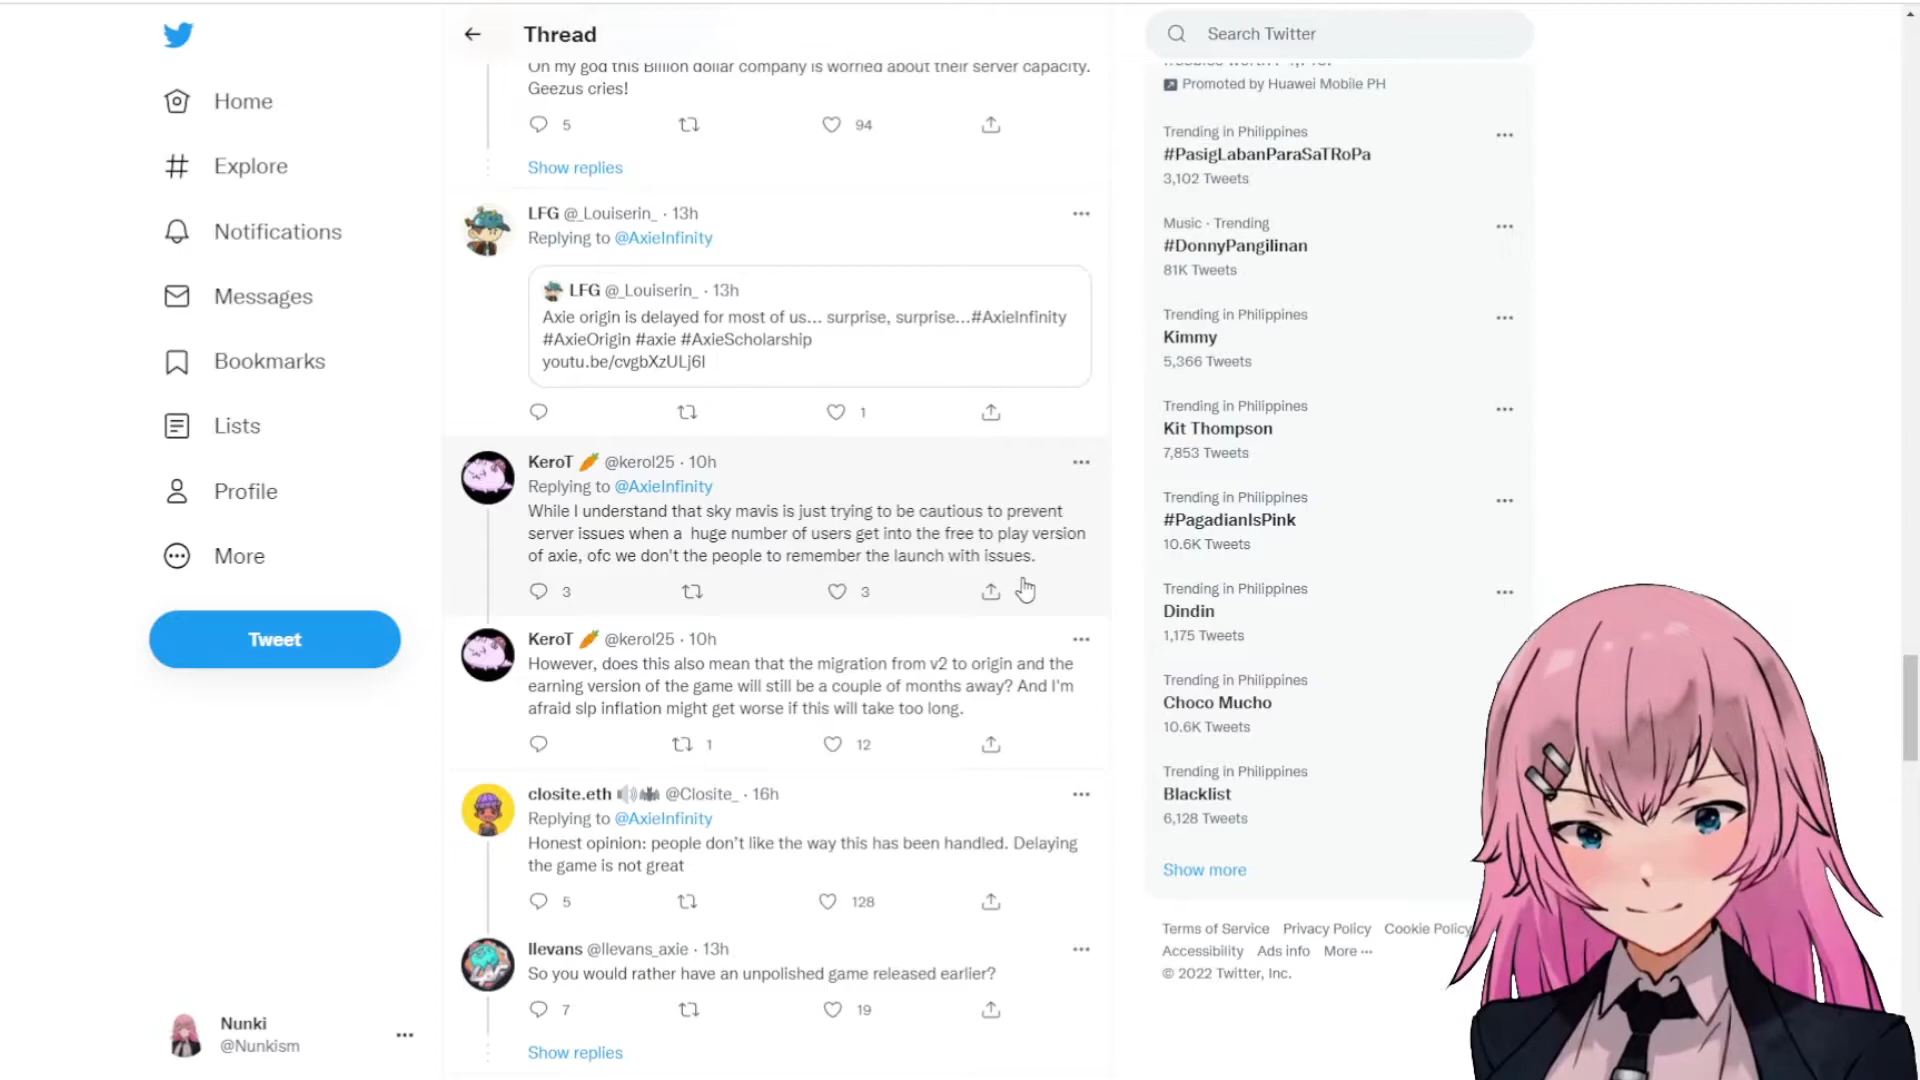 Home
Explore
Notifications
Messages
Bookmarks
Lists
Profile
More
Tweet
Nunki
@Nunkism
Thread
Oh my god this Billion dollar company is worried about their server capacity.
Geezus cries!
5 94
Show replies
LFG @_Louiserin_ · 13h
Replying to @AxieInfinity
LFG @_Louiserin_ · 13h
Axie origin is delayed for most of us... surprise, surprise...#AxieInfinity
#AxieOrigin #axie #AxieScholarship
youtu.be/cvgbXzULj6I
1
KeroT 🥕 @kerol25 · 10h
Replying to @AxieInfinity
While I understand that sky mavis is just trying to be cautious to prevent
server issues when a huge number of users get into the free to play version
of axie, ofc we don't the people to remember the launch with issues.
3 3
KeroT 🥕 @kerol25 · 10h
However, does this also mean that the migration from v2 to origin and the
earning version of the game will still be a couple of months away? And I'm
afraid slp inflation might get worse if this will take too long.
1 12
closite.eth 🔊🦇 @Closite_ · 16h
Replying to @AxieInfinity
Honest opinion: people don't like the way this has been handled. Delaying
the game is not great
5 128
llevans @llevans_axie · 13h
So you would rather have an unpolished game released earlier?
7 19
Show replies
Search Twitter
Promoted by Huawei Mobile PH
Trending in Philippines
#PasigLabanParaSaTRoPa
3,102 Tweets
Music · Trending
#DonnyPangilinan
81K Tweets
Trending in Philippines
Kimmy
5,366 Tweets
Trending in Philippines
Kit Thompson
7,853 Tweets
Trending in Philippines
#PagadianIsPink
10.6K Tweets
Trending in Philippines
Dindin
1,175 Tweets
Trending in Philippines
Choco Mucho
10.6K Tweets
Trending in Philippines
Blacklist
6,128 Tweets
Show more
Terms of Service Privacy Policy Cookie Policy
Accessibility Ads info More ···
© 2022 Twitter, Inc.